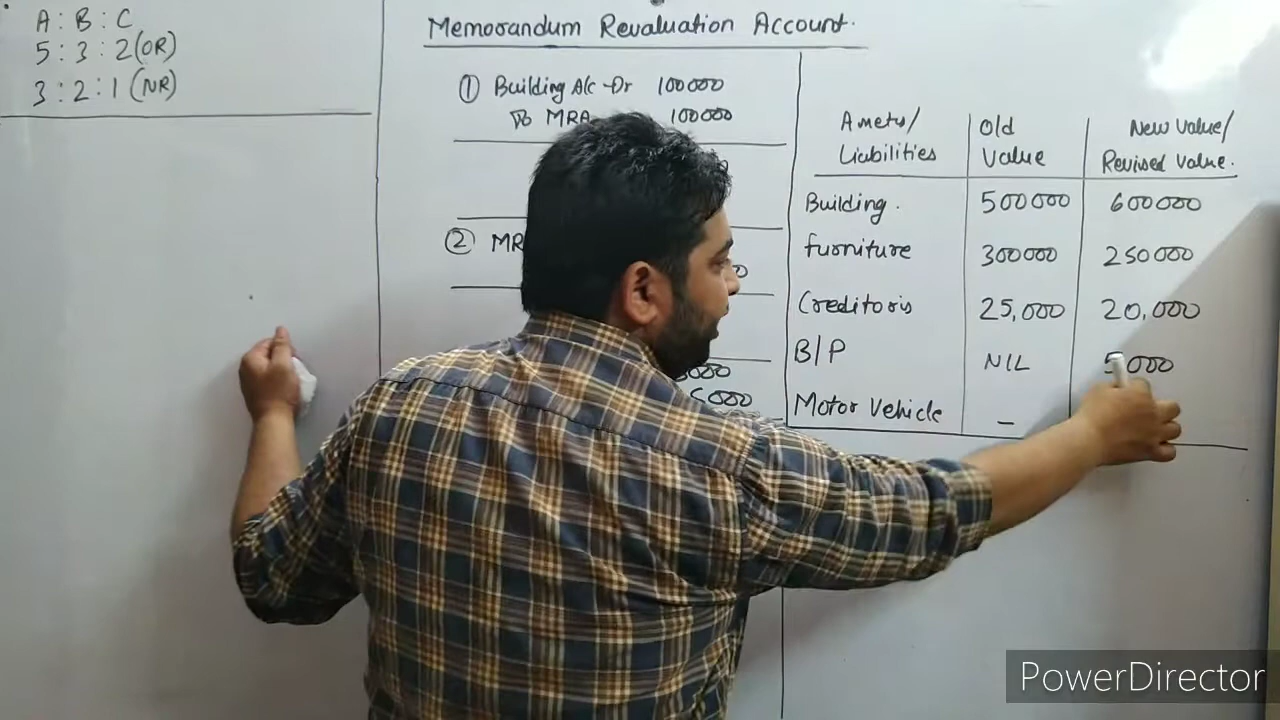 A : B : C
5 : 3 : 2 (OR)
3 : 2 : 1 (NR)
Memorandum Revaluation Account.
① Building A/c Dr 100000
To MRA 100000
② MR
5000
Assets/ Liabilities
Old Value
New Value/ Revised Value.
Building. 500000 600000
furniture 300000 250000
Creditors 25,000 20,000
B/P NIL 5000
Motor Vehicle –
PowerDirector